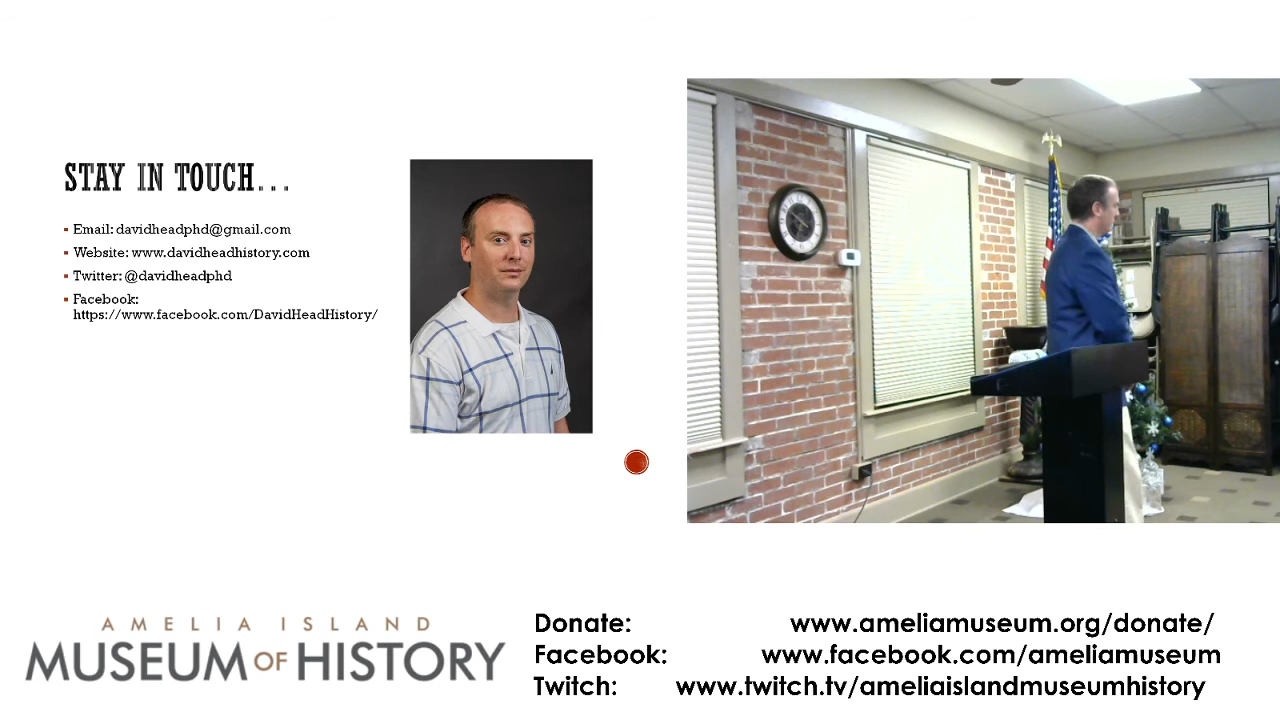 STAY IN TOUCH...
Email: davidheadphd@gmail.com
Website: www.davidheadhistory.com
Twitter: @davidheadphd
Facebook:
https://www.facebook.com/DavidHeadHistory/
AMELIA ISLAND
MUSEUM OF HISTORY
Donate: www.ameliamuseum.org/donate/
Facebook: www.facebook.com/ameliamuseum
Twitch: www.twitch.tv/ameliaislandmuseumhistory